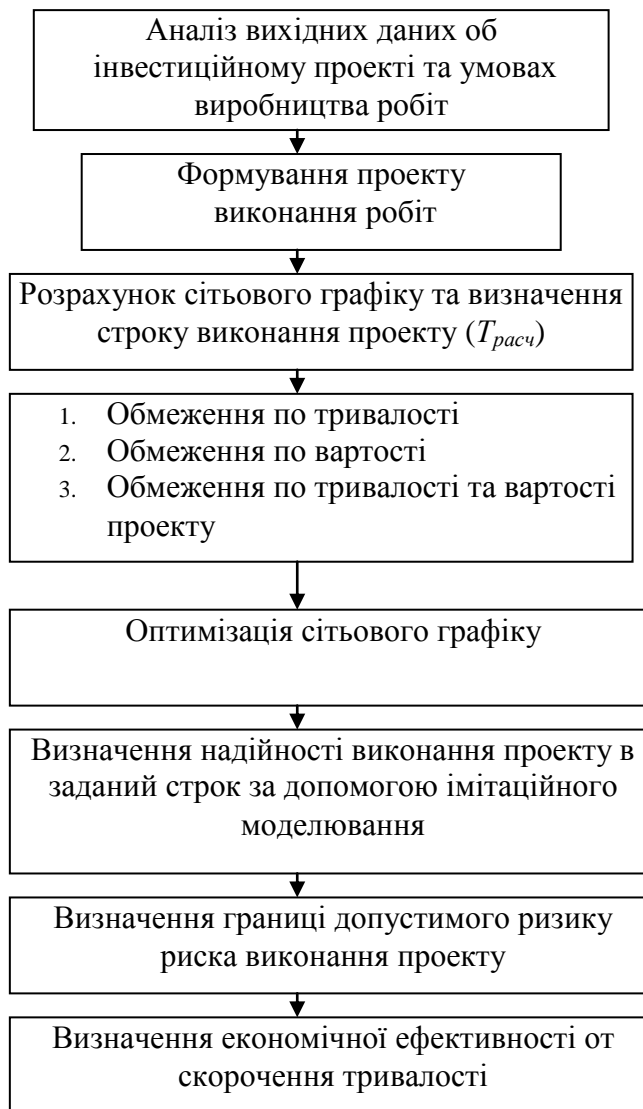 Аналіз вихідних даних об
інвестиційному проекті та умовах
виробництва робіт
Формування проекту
виконання робіт
Розрахунок сітьового графіку та визначення
строку виконання проекту (Tрасч)
1. Обмеження по тривалості
2. Обмеження по вартості
3. Обмеження по тривалості та вартості
проекту
Оптимізація сітьового графіку
Визначення надійності виконання проекту в
заданий строк за допомогою імітаційного
моделювання
Визначення границі допустимого ризику
риска виконання проекту
Визначення економічної ефективності от
скорочення тривалості